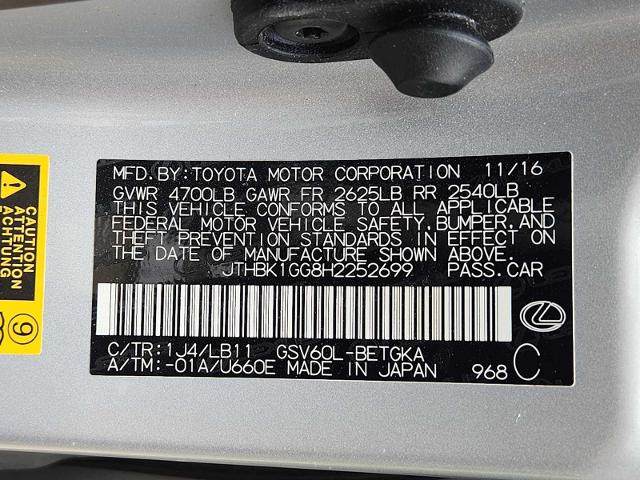 MFD.BY:TOYOTA MOTOR CORPORATION 11/16
GVWR 4700LB GAWR FR 2625LB RR 2540LB
THIS VEHICLE CONFORMS TO ALL APPLICABLE
FEDERAL MOTOR VEHICLE SAFETY,BUMPER,AND
THEFT PREVENTION STANDARDS IN EFFECT ON
THE DATE OF MANUFACTURE SHOWN ABOVE.
JTHBK1GG8H2252699 PASS.CAR
C/TR:1J4/LB11 GSV60L-BETGKA
A/TM:-01A/U660E MADE IN JAPAN 968 C
CAUTION
ATTENTION
ACHTUNG
9